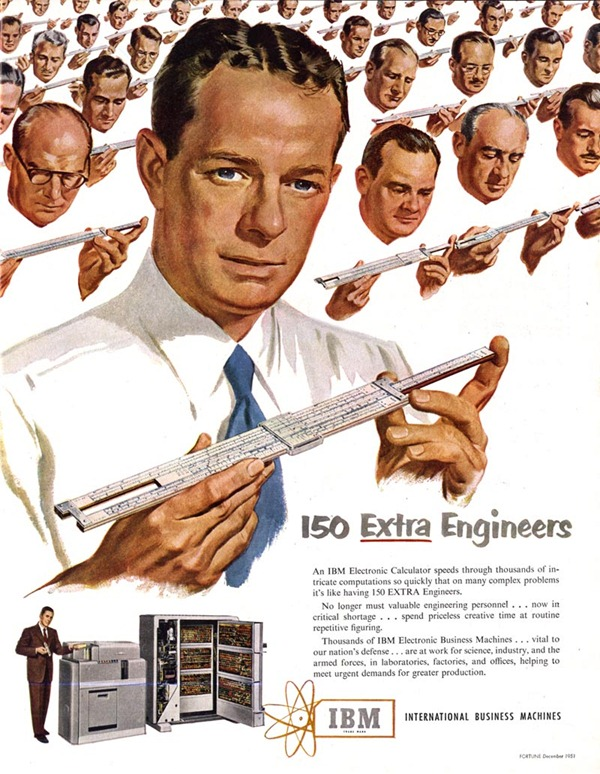 150 Extra Engineers
An IBM Electronic Calculator speeds through thousands of in-
tricate computations so quickly that on many complex problems
it's like having 150 EXTRA Engineers.
No longer must valuable engineering personnel . . . now in
critical shortage . . . spend priceless creative time at routine
repetitive figuring.
Thousands of IBM Electronic Business Machines . . . vital to
our nation's defense . . . are at work for science, industry, and the
armed forces, in laboratories, factories, and offices, helping to
meet urgent demands for greater production.
IBM
TRADE MARK
INTERNATIONAL BUSINESS MACHINES
FORTUNE December 1951